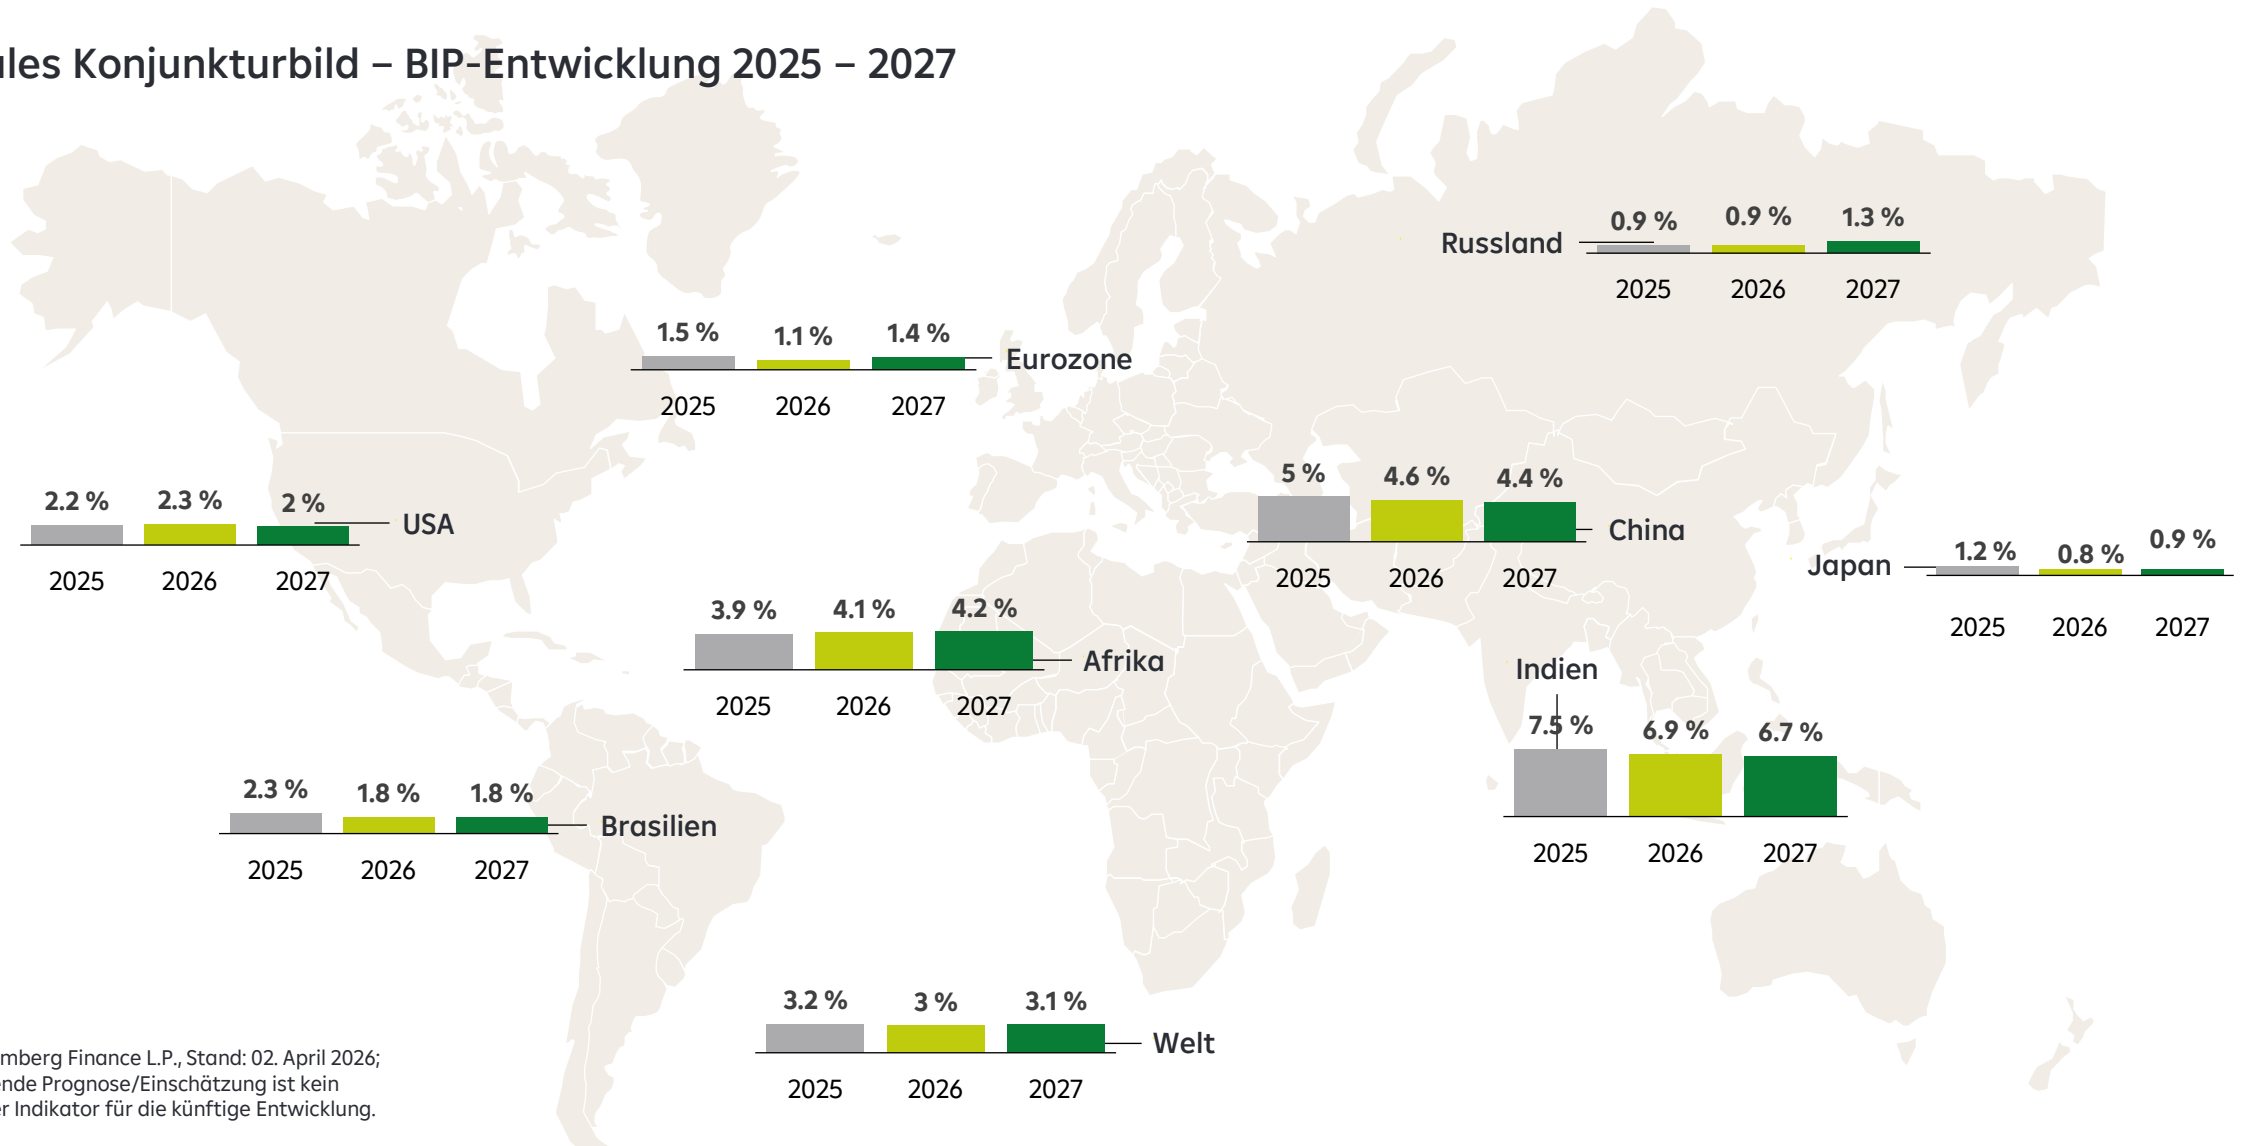 Konjunkturbild – BIP-Entwicklung 2025 – 2027
0.9 % 0.9 % 1.3 %
Russland
2025 2026 2027
1.5 % 1.1 % 1.4 %
Eurozone
2025 2026 2027
5 % 4.6 % 4.4 %
China
2025 2026 2027
2.2 % 2.3 % 2 %
USA
2025 2026 2027
1.2 % 0.8 % 0.9 %
Japan
2025 2026 2027
3.9 % 4.1 % 4.2 %
Afrika
2025 2026 2027
Indien
7.5 % 6.9 % 6.7 %
2025 2026 2027
2.3 % 1.8 % 1.8 %
Brasilien
2025 2026 2027
3.2 % 3 % 3.1 %
Welt
2025 2026 2027
Finance L.P., Stand: 02. April 2026;
Prognose/Einschätzung ist kein
Indikator für die künftige Entwicklung.